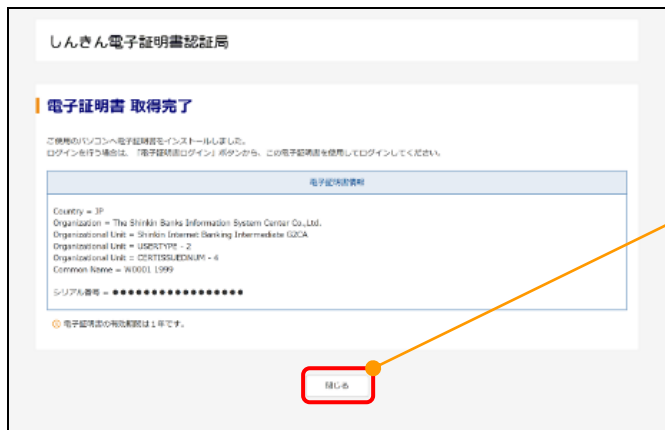 しんきん電子証明書認証局
電子証明書 取得完了
ご使用のパソコンへ電子証明書をインストールしました。
ログインを行う場合は、「電子証明書ログイン」ボタンから、この電子証明書を使用してログインしてください。
電子証明書情報
Country = JP
Organization = The Shinkin Banks Information System Center Co.,Ltd.
Organizational Unit = Shinkin Internet Banking Intermediate G2CA
Organizational Unit = USERTYPE - 2
Organizational Unit = CERTISSUEDNUM - 4
Common Name = W0001 1999
シリアル番号 = ●●●●●●●●●●●●●●●●●
電子証明書の有効期間は1年です。
閉じる